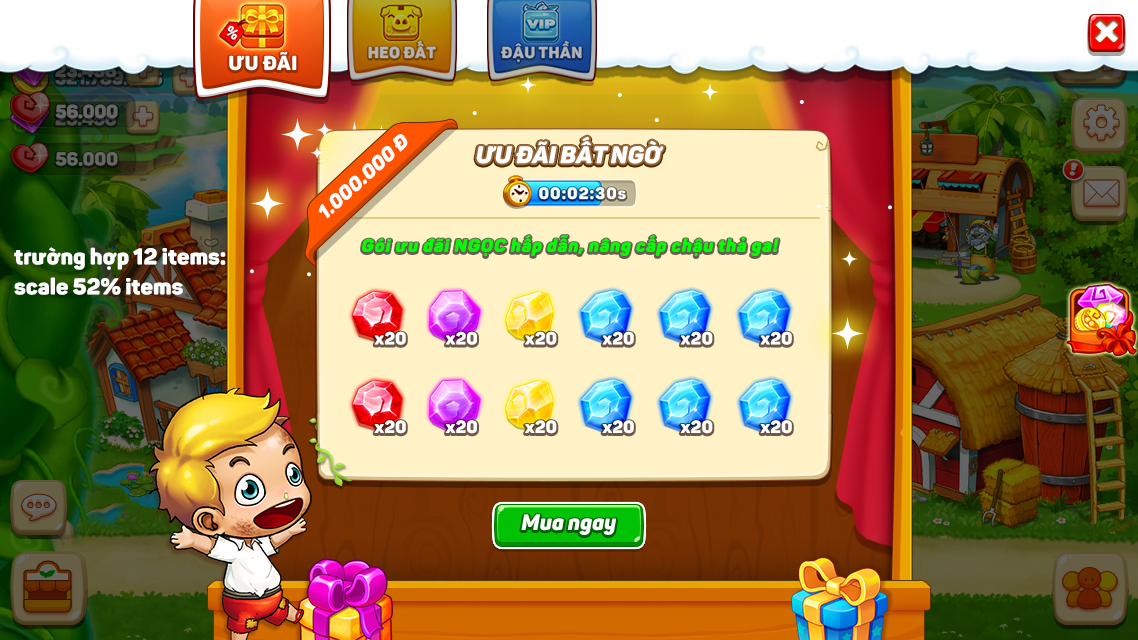 %
ƯU ĐÃI
HEO ĐẤT
VIP
ĐẬU THẦN
56.000
56.000
1.000.000 Đ
ƯU ĐÃI BẤT NGỜ
00:02:30s
Gói ưu đãi NGỌC hấp dẫn, nâng cấp chậu thả ga!
trường hợp 12 items:
scale 52% items
x20 x20 x20 x20 x20 x20
x20 x20 x20 x20 x20 x20
Mua ngay